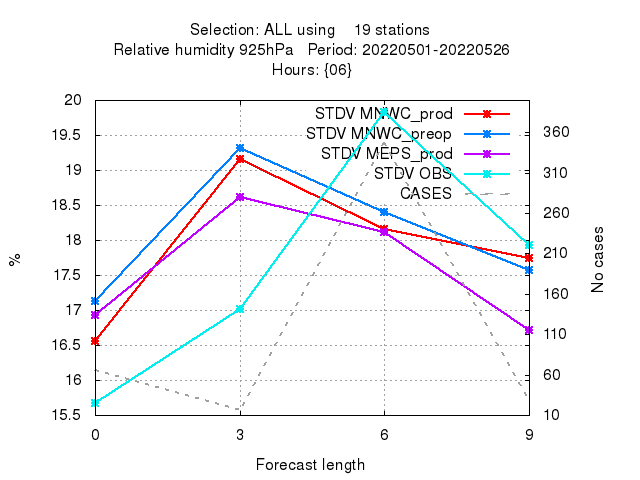 Selection: ALL using    19 stations
Relative humidity 925hPa   Period: 20220501-20220526
Hours: {06}
20
19.5
19
18.5
18
17.5
17
16.5
16
15.5
%
STDV MNWC_prod
STDV MNWC_preop
STDV MEPS_prod
STDV OBS
CASES
360
310
260
210
160
110
60
10
No cases
0 3 6 9
Forecast length